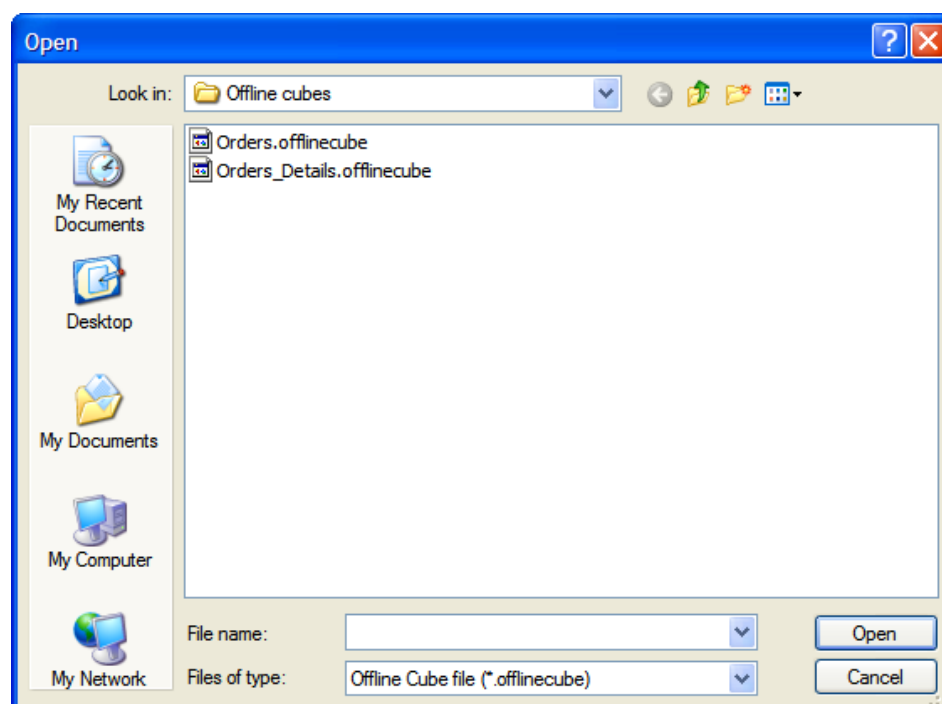 Open
Look in:
Offline cubes
Orders.offlinecube
Orders_Details.offlinecube
My Recent
Documents
Desktop
My Documents
My Computer
My Network
File name:
Open
Files of type:
Offline Cube file (*.offlinecube)
Cancel